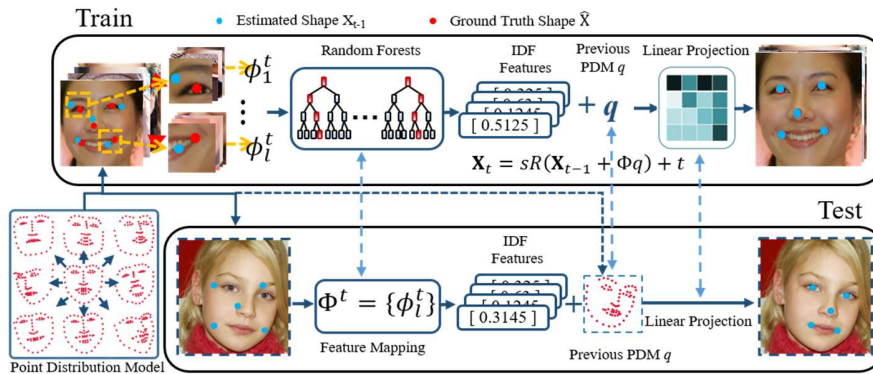 Train
Estimated Shape X_{t-1}
Ground Truth Shape X̂
ϕ_1^t
⋮
ϕ_l^t
Random Forests
IDF
Features
Previous
PDM q
Linear Projection
[ 0.5125 ]
+ q
X_t = sR(X_{t-1} + Φq) + t
Test
Point Distribution Model
Φ^t = {ϕ_l^t}
Feature Mapping
IDF
Features
[ 0.3145 ]
+
Previous PDM q
Linear Projection